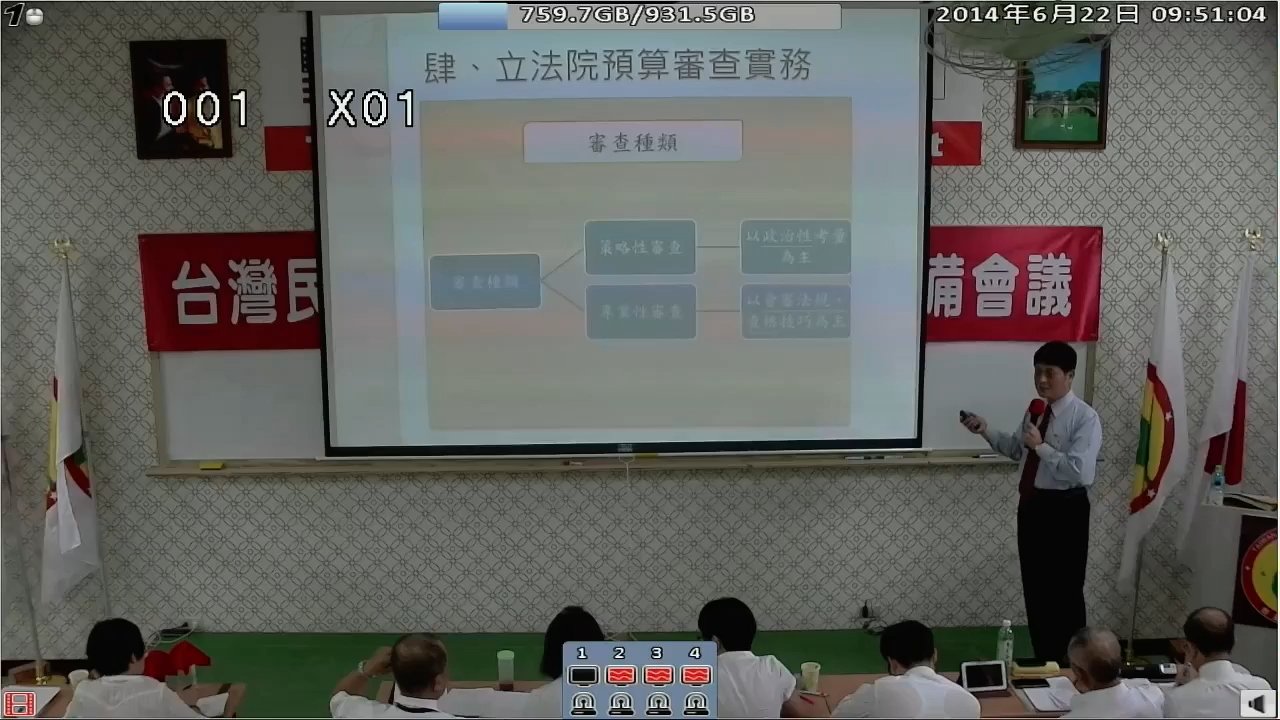 759.7GB/931.5GB
2014年6月22日 09:51:04
001 X01
肆、立法院預算審查實務
審查種類
策略性審查
以政治性考量
為主
審查種類
專業性審查
以會審法規、
查核技巧為主
台灣民
備會議
t
1 2 3 4